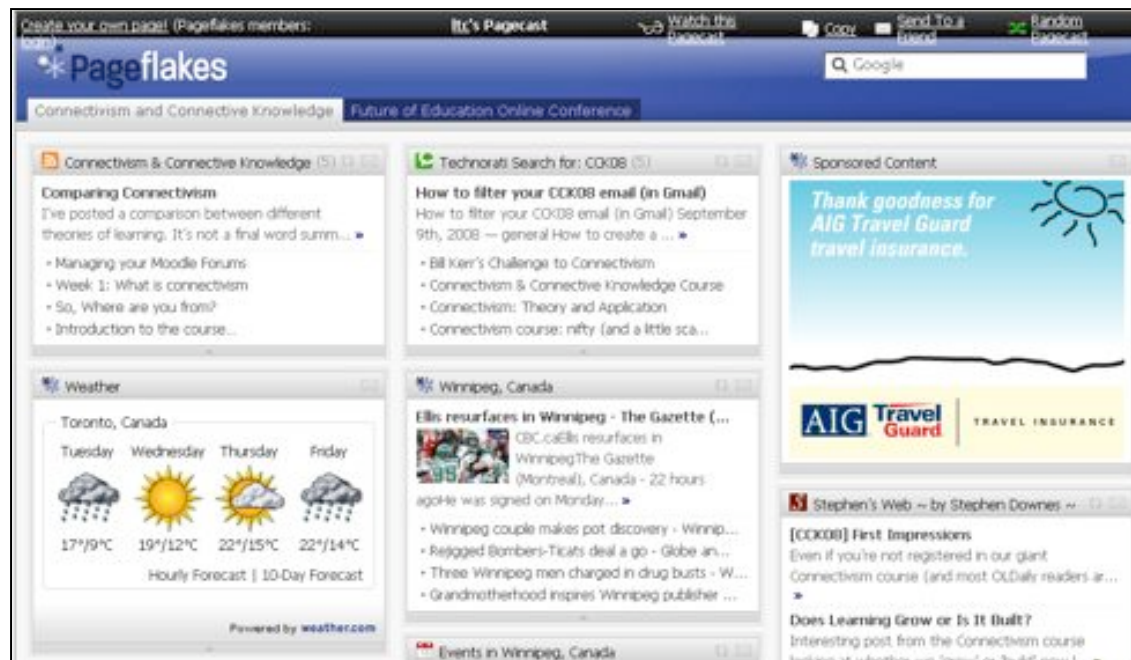 Create your own page! (Pageflakes members: login)
ltc's Pagecast
Watch this Pagecast
Copy
Send To a Friend
Random Pagecast
Pageflakes
Google
Connectivism and Connective Knowledge
Future of Education Online Conference
Connectivism & Connective Knowledge (5)
Comparing Connectivism
I've posted a comparison between different
theories of learning. It's not a final word summ... »
• Managing your Moodle Forums
• Week 1: What is connectivism
• So, Where are you from?
• Introduction to the course...
Weather
Toronto, Canada
Tuesday Wednesday Thursday Friday
17°/9°C 19°/12°C 22°/15°C 22°/14°C
Hourly Forecast | 10-Day Forecast
Powered by weather.com
Technorati Search for: CCK08 (5)
How to filter your CCK08 email (in Gmail)
How to filter your CCK08 email (in Gmail) September
9th, 2008 — general How to create a ... »
• Bill Kerr's Challenge to Connectivism
• Connectivism & Connective Knowledge Course
• Connectivism: Theory and Application
• Connectivism course: nifty (and a little sca...
Winnipeg, Canada
Ellis resurfaces in Winnipeg - The Gazette (...
CBC.caEllis resurfaces in
WinnipegThe Gazette
(Montreal), Canada - 22 hours
agoHe was signed on Monday... »
• Winnipeg couple makes pot discovery - Winnip...
• Rejigged Bombers-Ticats deal a go - Globe an...
• Three Winnipeg men charged in drug busts - W...
• Grandmotherhood inspires Winnipeg publisher ...
Events in Winnipeg, Canada
Sponsored Content
Thank goodness for
AIG Travel Guard
travel insurance.
AIG Travel Guard
TRAVEL INSURANCE
Stephen's Web ~ by Stephen Downes ~
[CCK08] First Impressions
Even if you're not registered in our giant
Connectivism course (and most OLDaily readers ar...
»
Does Learning Grow or Is It Built?
Interesting post from the Connectivism course
looking at whether we 'grow' or 'build'